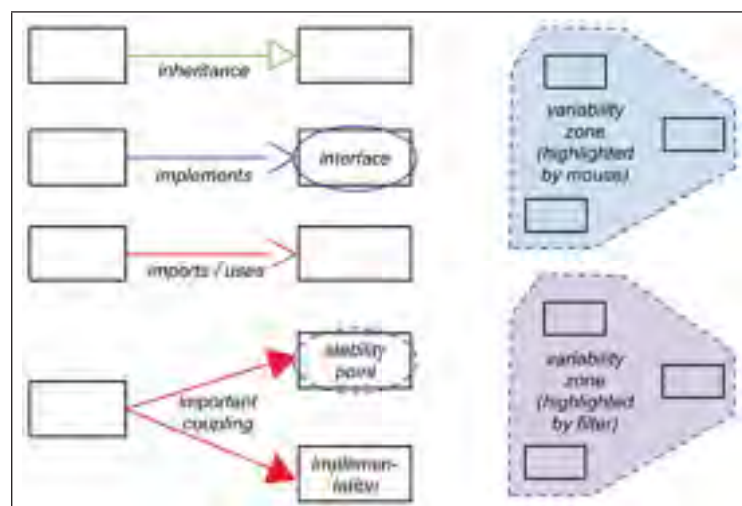 inheritance
interface
implements
imports / uses
stability
point
important
coupling
implemen-
tation
variability
zone
(highlighted
by mouse)
variability
zone
(highlighted
by filter)